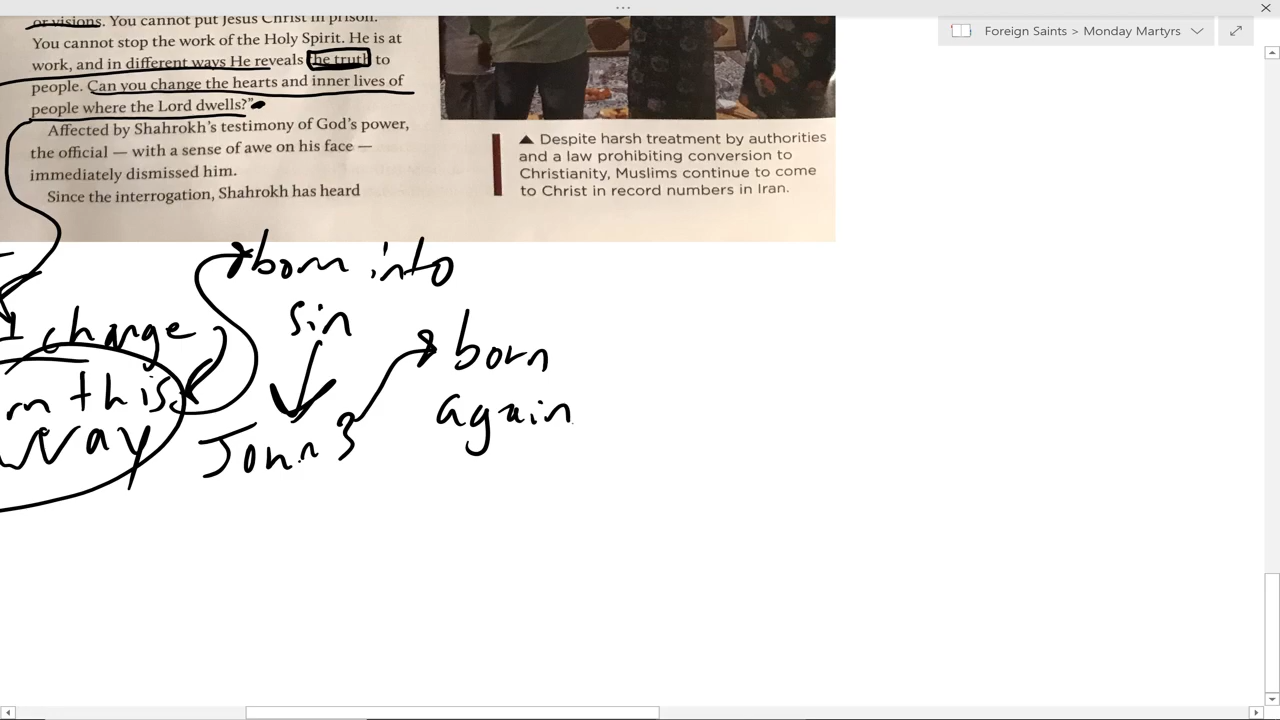 or visions. You cannot put Jesus Christ in prison.
You cannot stop the work of the Holy Spirit. He is at
work, and in different ways He reveals the truth to
people. Can you change the hearts and inner lives of
people where the Lord dwells?"
Affected by Shahrokh's testimony of God's power,
the official — with a sense of awe on his face —
immediately dismissed him.
Since the interrogation, Shahrokh has heard
▲ Despite harsh treatment by authorities
and a law prohibiting conversion to
Christianity, Muslims continue to come
to Christ in record numbers in Iran.
Foreign Saints > Monday Martyrs
born into
sin
I change
rn this
way
John 3
born
again